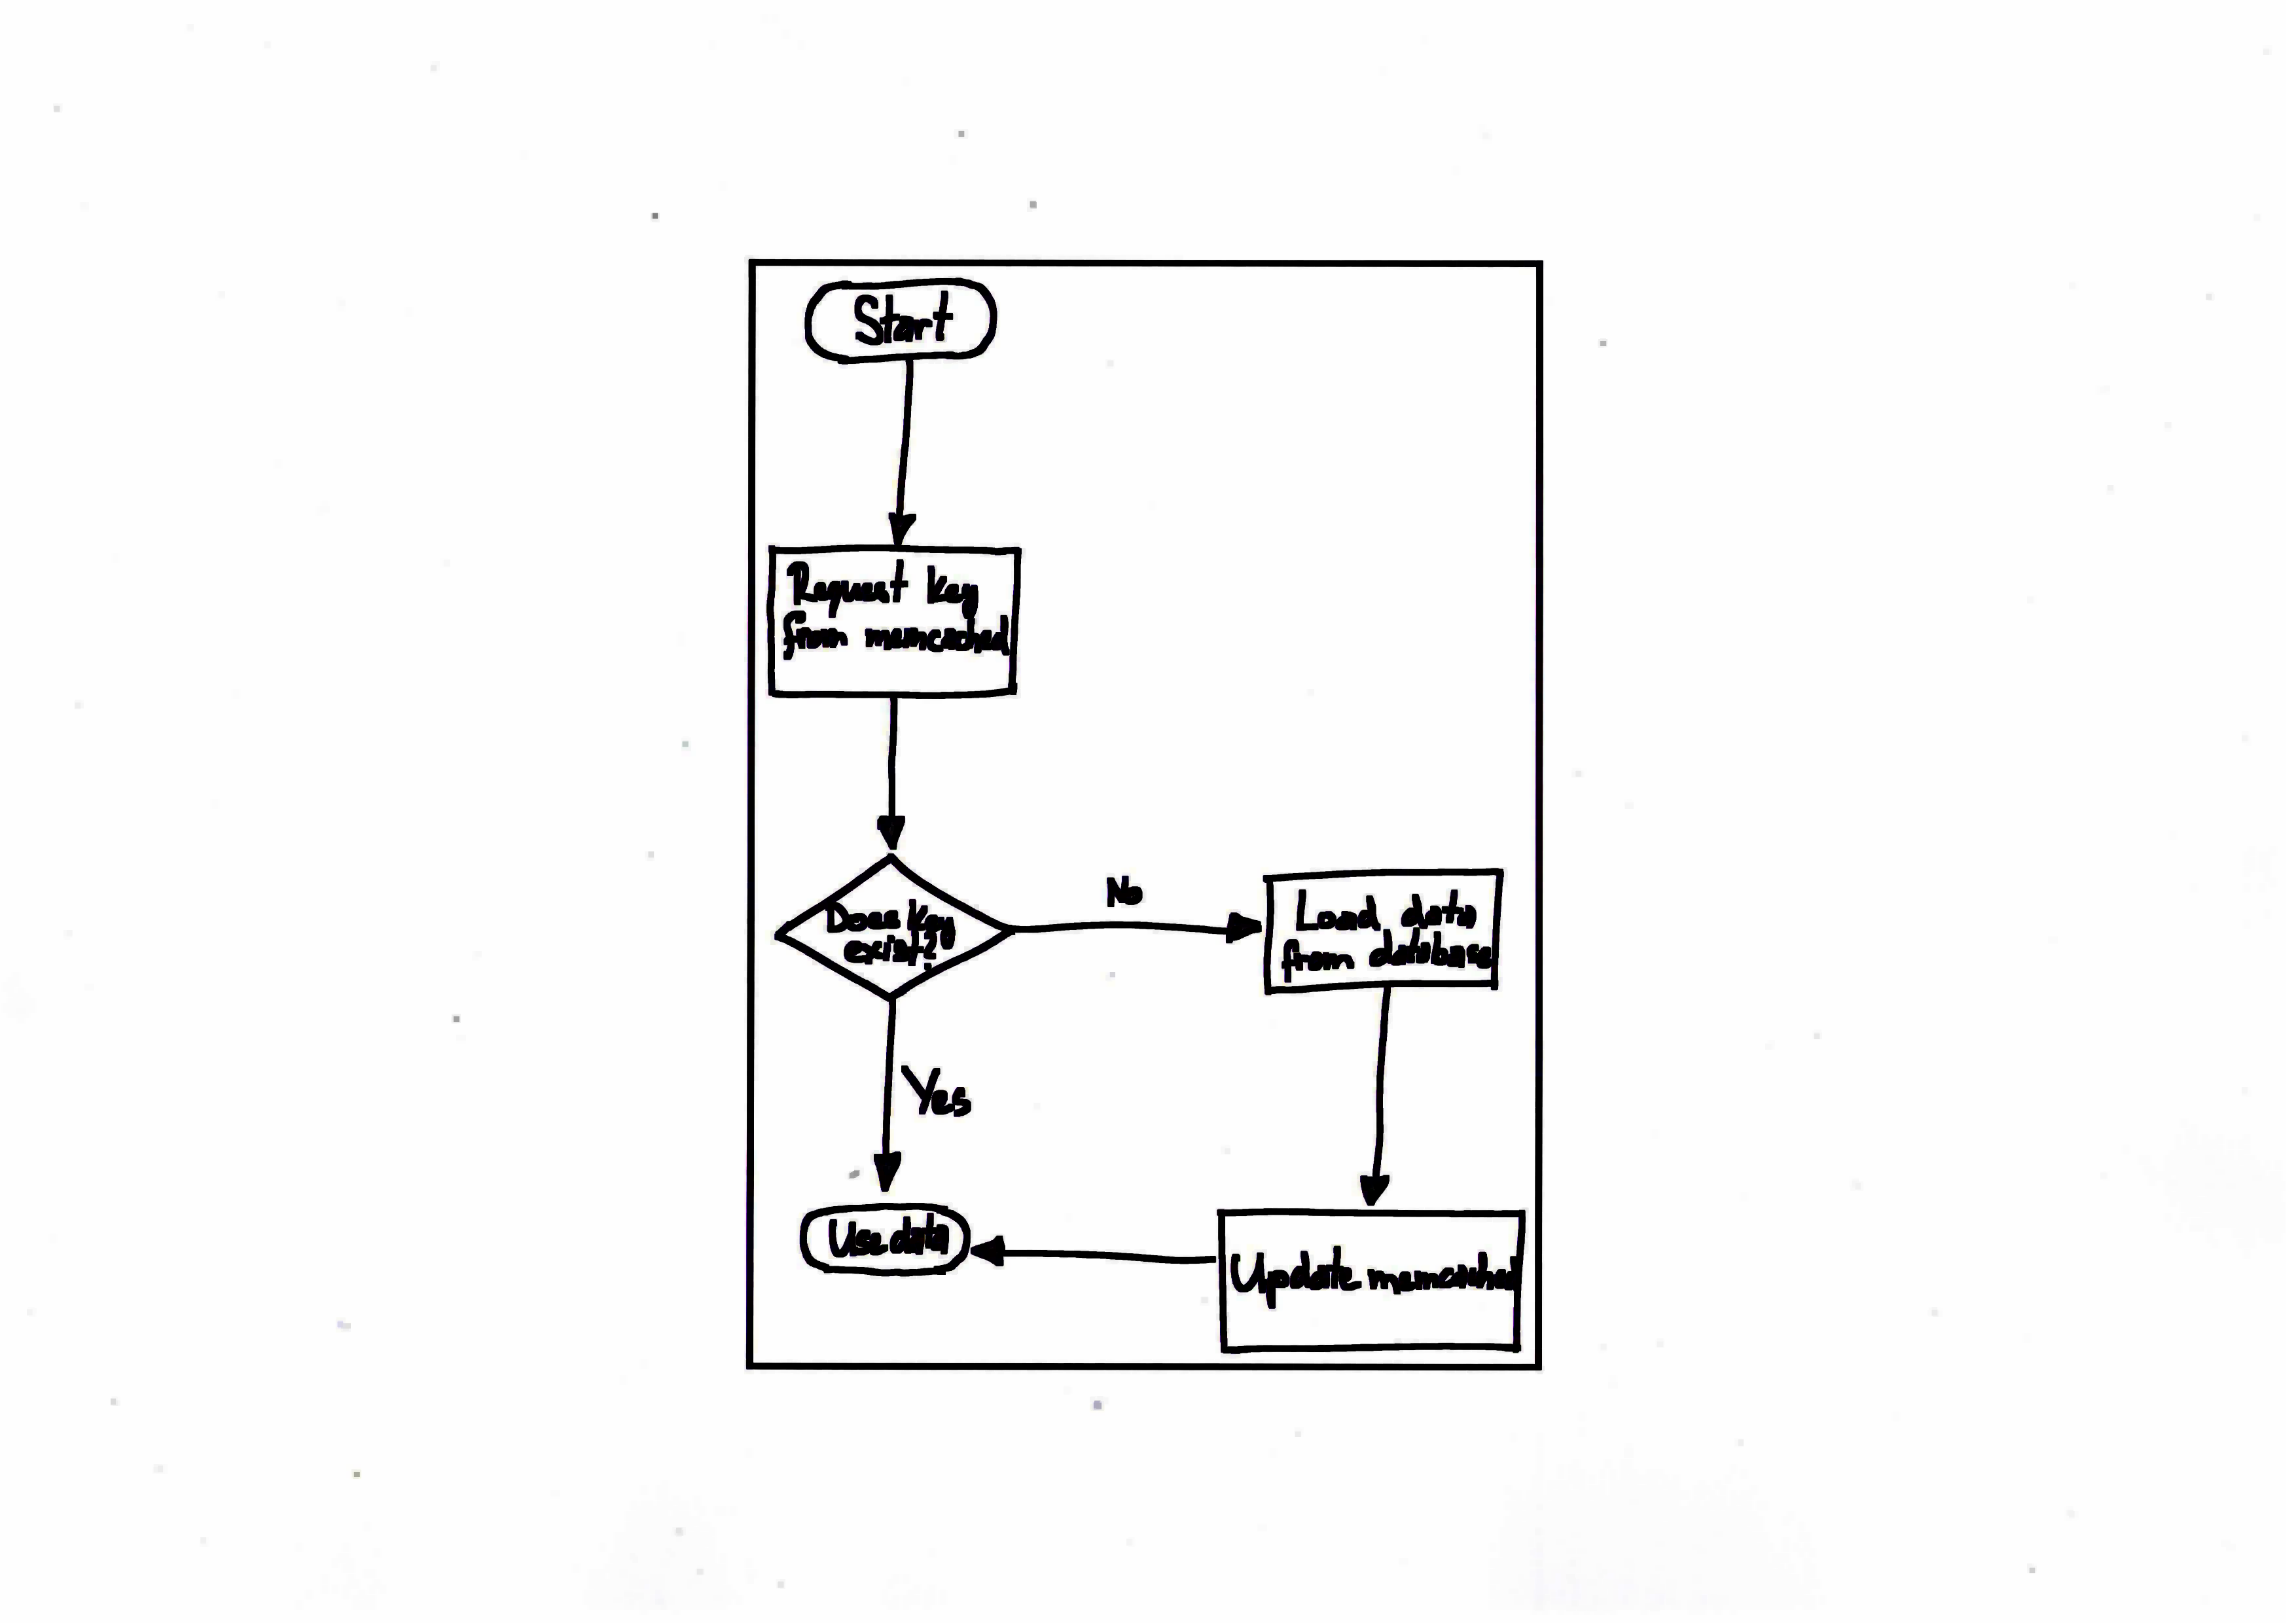 Start
Request key
from memcached
Does key
exist?
No
Load data
from database
Yes
Use data
Update memcached